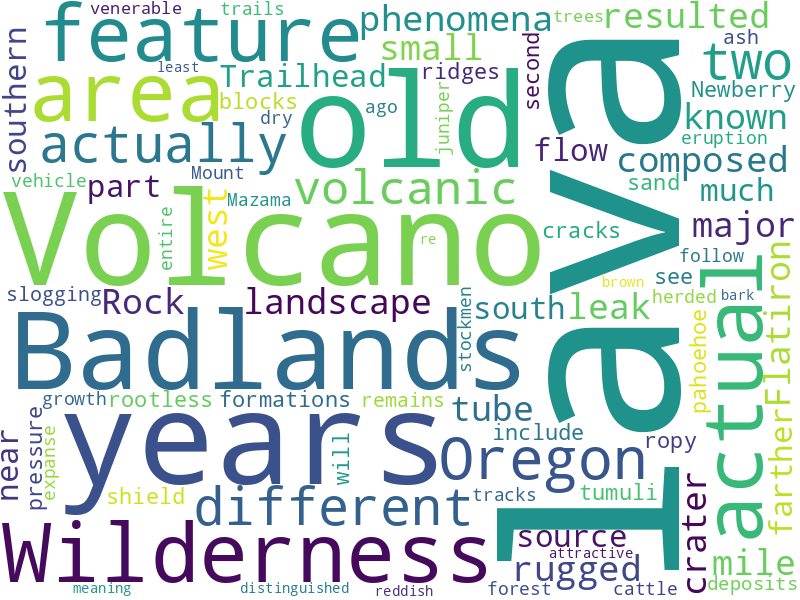 venerable trails
trees
feature
phenomena
resulted
southern
least
small
second
ash
area
Trailhead
ridges
old
lava
two
blocks
ago
juniper
Newberry
dry
known
actually
eruption
flow
composed
Mount
vehicle
part
volcanic
sand
much
Mazama
west
entire
Volcano
major
cracks
re
follow
see
brown
slogging
Rock
landscape
stockmen
south
leak
herded
bark
actual
Flatiron
Badlands
pahoehoe
growth
rootless
formations
remains
tube
include
ropy
years
near
pressure
expanse
will
Oregon
farther
shield
different
tracks
tumuli
crater
Wilderness
source
attractive
rugged
mile
meaning
distinguished
reddish
forest
cattle
deposits